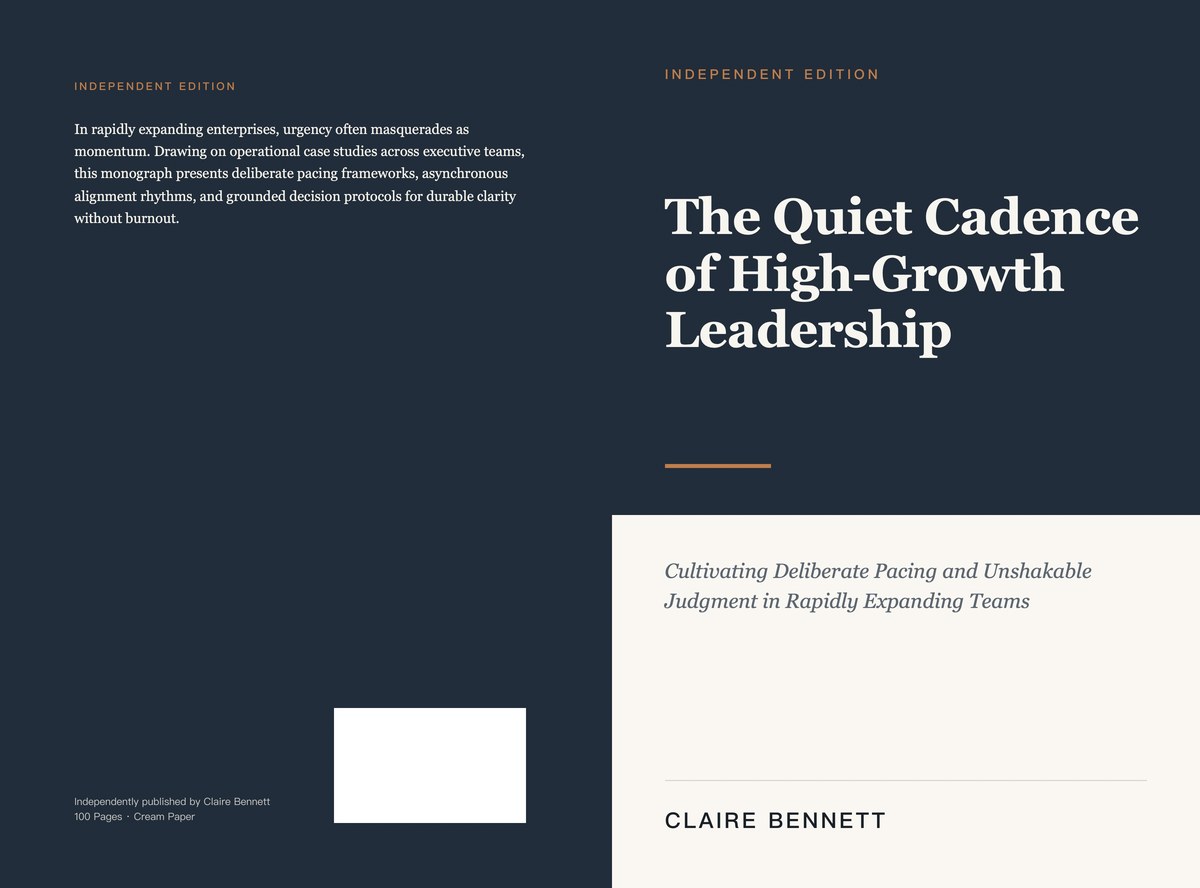 INDEPENDENT EDITION
In rapidly expanding enterprises, urgency often masquerades as
momentum. Drawing on operational case studies across executive teams,
this monograph presents deliberate pacing frameworks, asynchronous
alignment rhythms, and grounded decision protocols for durable clarity
without burnout.
Independently published by Claire Bennett
100 Pages · Cream Paper
INDEPENDENT EDITION
The Quiet Cadence
of High-Growth
Leadership
Cultivating Deliberate Pacing and Unshakable
Judgment in Rapidly Expanding Teams
CLAIRE BENNETT